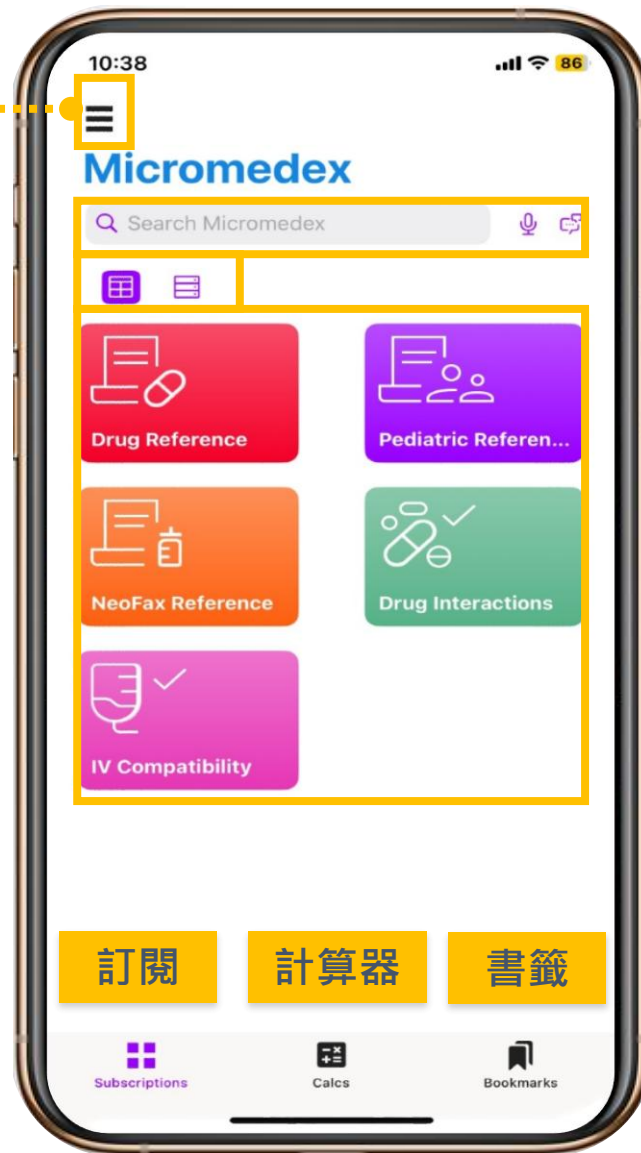 10:38 86
Micromedex
Search Micromedex
Drug Reference Pediatric Referen...
NeoFax Reference Drug Interactions
IV Compatibility
訂閱 計算器 書籤
Subscriptions Calcs Bookmarks